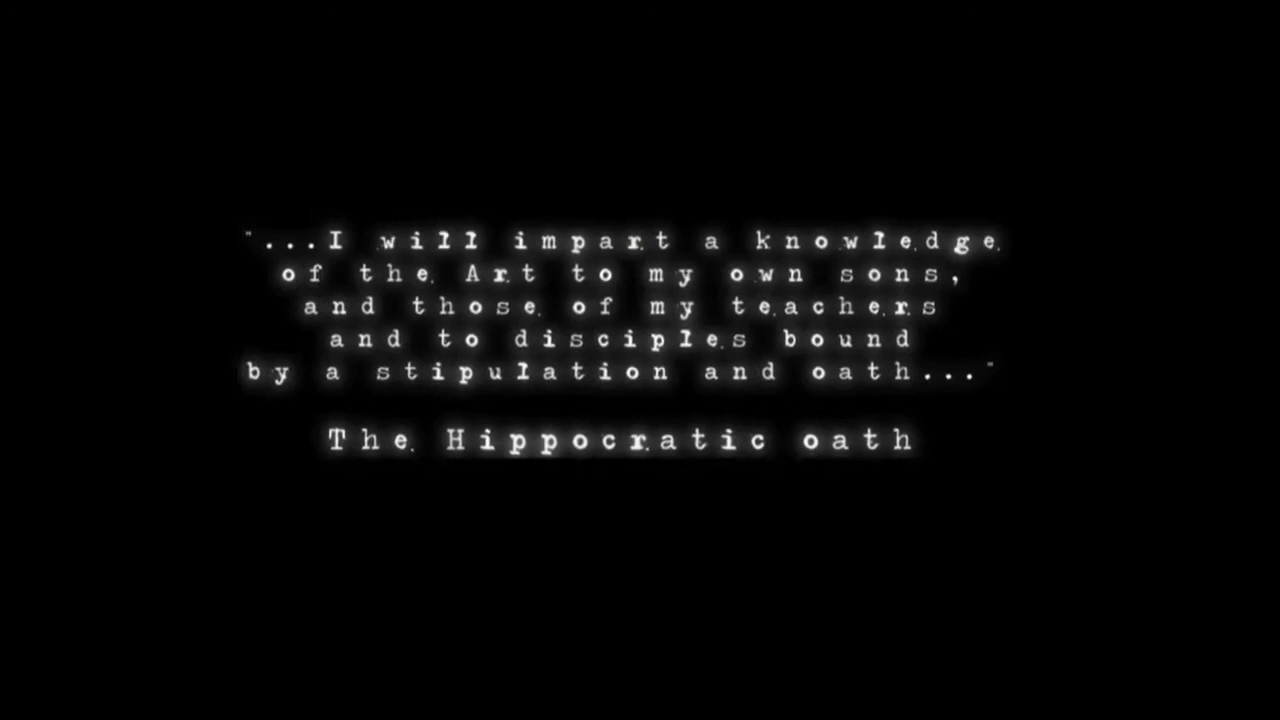 "...I will impart a knowledge
of the Art to my own sons,
and those of my teachers
and to disciples bound
by a stipulation and oath..."
The Hippocratic oath